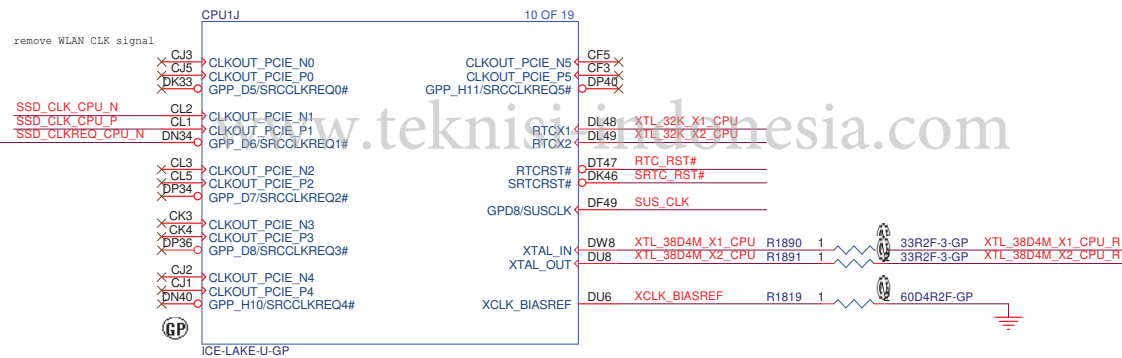 CPU1J 10 OF 19
remove WLAN CLK signal
CJ3 CLKOUT_PCIE_N0
CJ5 CLKOUT_PCIE_P0
DK33 GPP_D5/SRCCLKREQ0#
SSD_CLK_CPU_N CL2 CLKOUT_PCIE_N1
SSD_CLK_CPU_P CL1 CLKOUT_PCIE_P1
SSD_CLKREQ_CPU_N DN34 GPP_D6/SRCCLKREQ1#
CL3 CLKOUT_PCIE_N2
CL5 CLKOUT_PCIE_P2
DP34 GPP_D7/SRCCLKREQ2#
CK3 CLKOUT_PCIE_N3
CK4 CLKOUT_PCIE_P3
DP36 GPP_D8/SRCCLKREQ3#
CJ2 CLKOUT_PCIE_N4
CJ1 CLKOUT_PCIE_P4
DN40 GPP_H10/SRCCLKREQ4#
CLKOUT_PCIE_N5 CF5
CLKOUT_PCIE_P5 CF3
GPP_H11/SRCCLKREQ5# DP40
www.teknisi-indonesia.com
RTCX1 DL48 XTL_32K_X1_CPU
RTCX2 DL49 XTL_32K_X2_CPU
RTCRST# DT47 RTC_RST#
SRTCRST# DK46 SRTC_RST#
GPD8/SUSCLK DF49 SUS_CLK
XTAL_IN DW8 XTL_38D4M_X1_CPU R1890 1 33R2F-3-GP XTL_38D4M_X1_CPU_R
XTAL_OUT DU8 XTL_38D4M_X2_CPU R1891 1 2 33R2F-3-GP XTL_38D4M_X2_CPU_R
XCLK_BIASREF DU6 XCLK_BIASREF R1819 1 2 60D4R2F-GP
GP
ICE-LAKE-U-GP